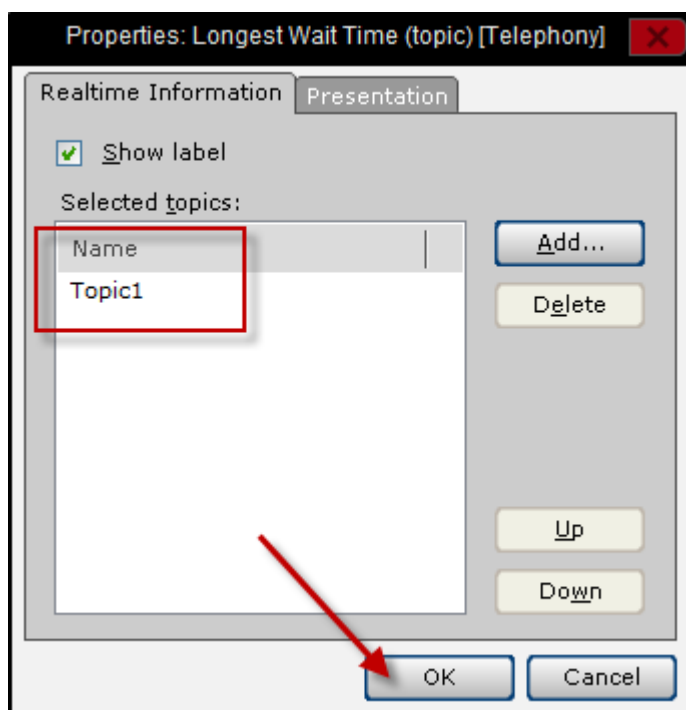 Properties: Longest Wait Time (topic) [Telephony]
Realtime Information Presentation
Show label
Selected topics:
Name
Add...
Topic1
Delete
Up
Down
OK Cancel